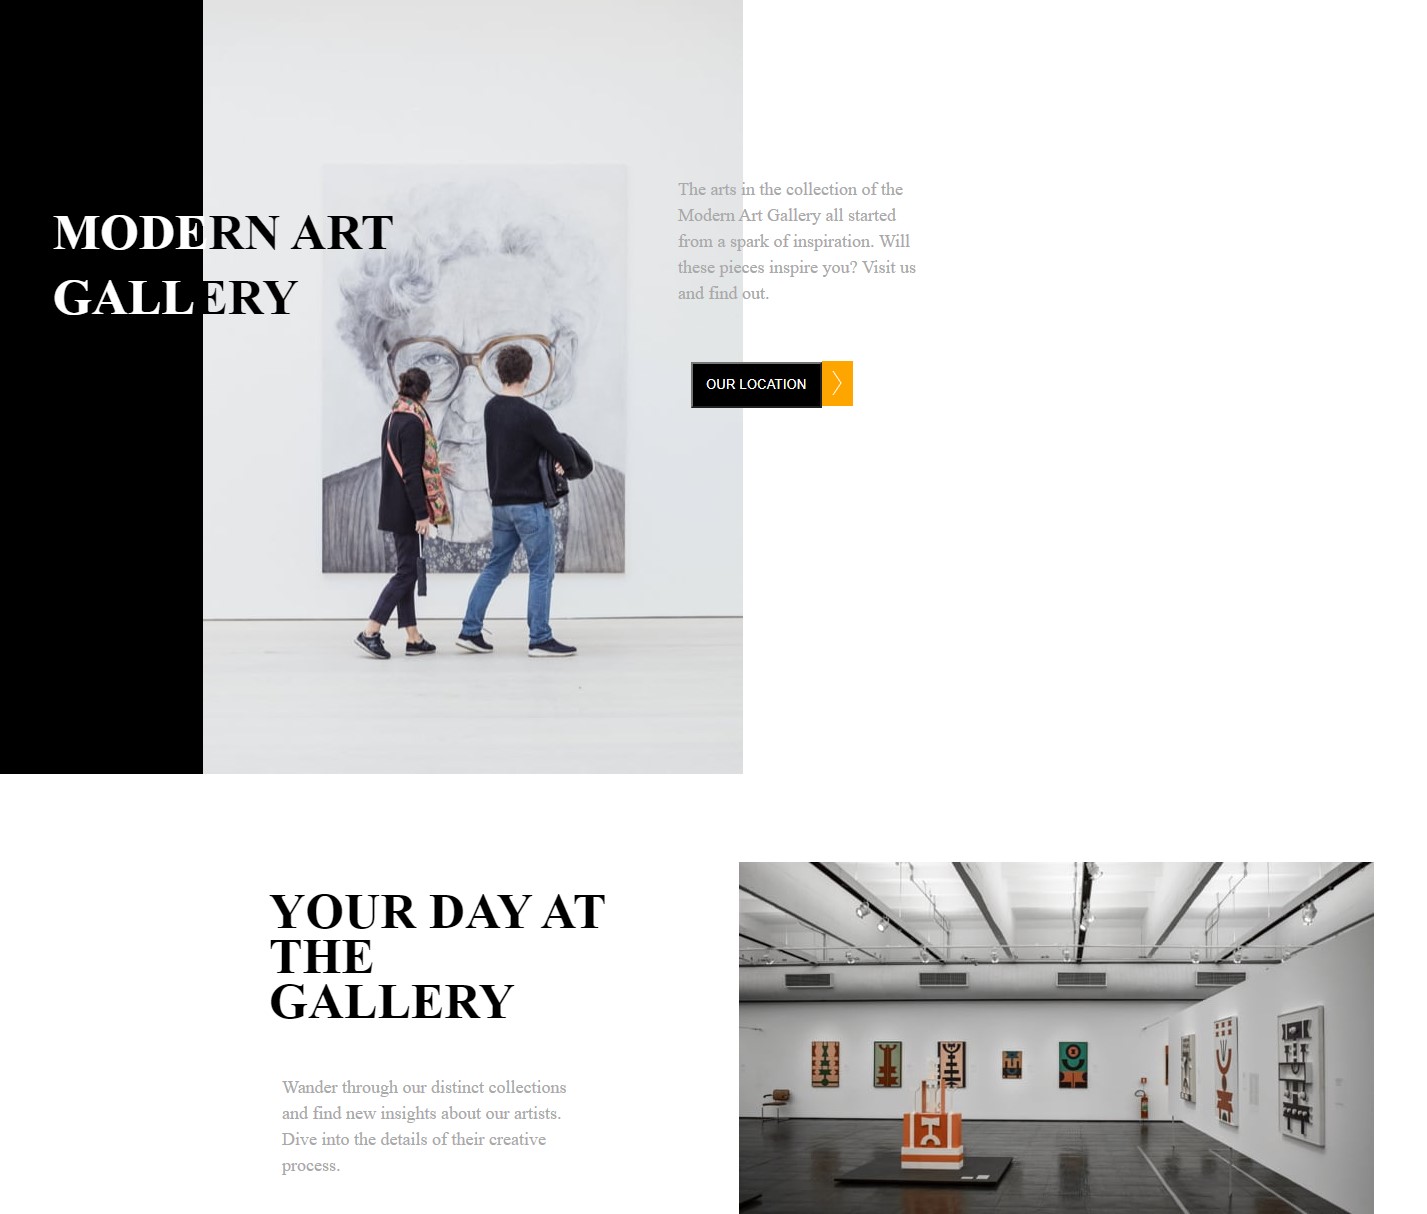 MODERN ART
GALLERY
The arts in the collection of the
Modern Art Gallery all started
from a spark of inspiration. Will
these pieces inspire you? Visit us
and find out.
OUR LOCATION
YOUR DAY AT
THE
GALLERY
Wander through our distinct collections
and find new insights about our artists.
Dive into the details of their creative
process.